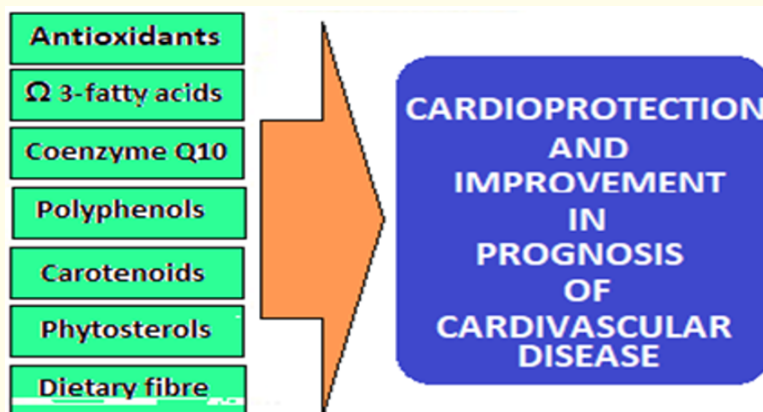 Antioxidants
Ω 3-fatty acids
Coenzyme Q10
Polyphenols
Carotenoids
Phytosterols
Dietary fibre
CARDIOPROTECTION
AND
IMPROVEMENT
IN
PROGNOSIS
OF
CARDIVASCULAR
DISEASE